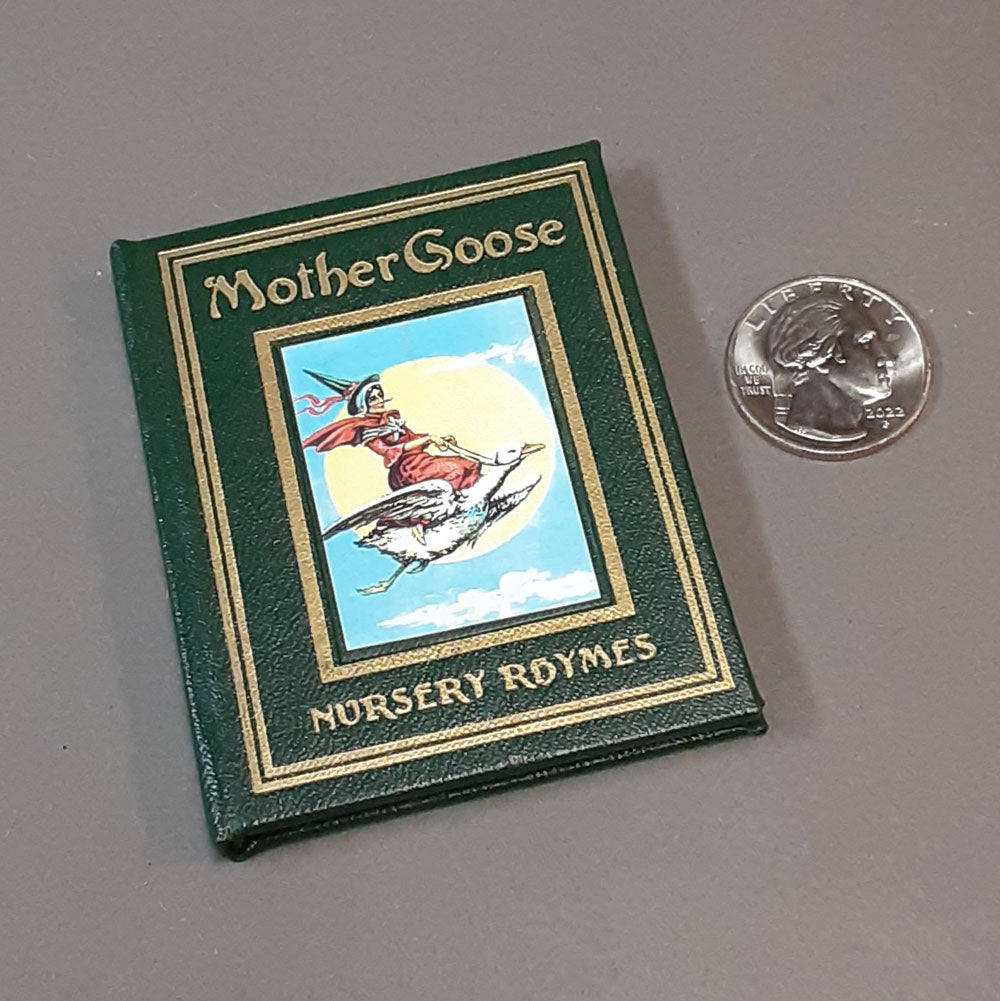 Mother Goose
NURSERY RHYMES
LIBERTY
IN GOD
WE
TRUST
2022